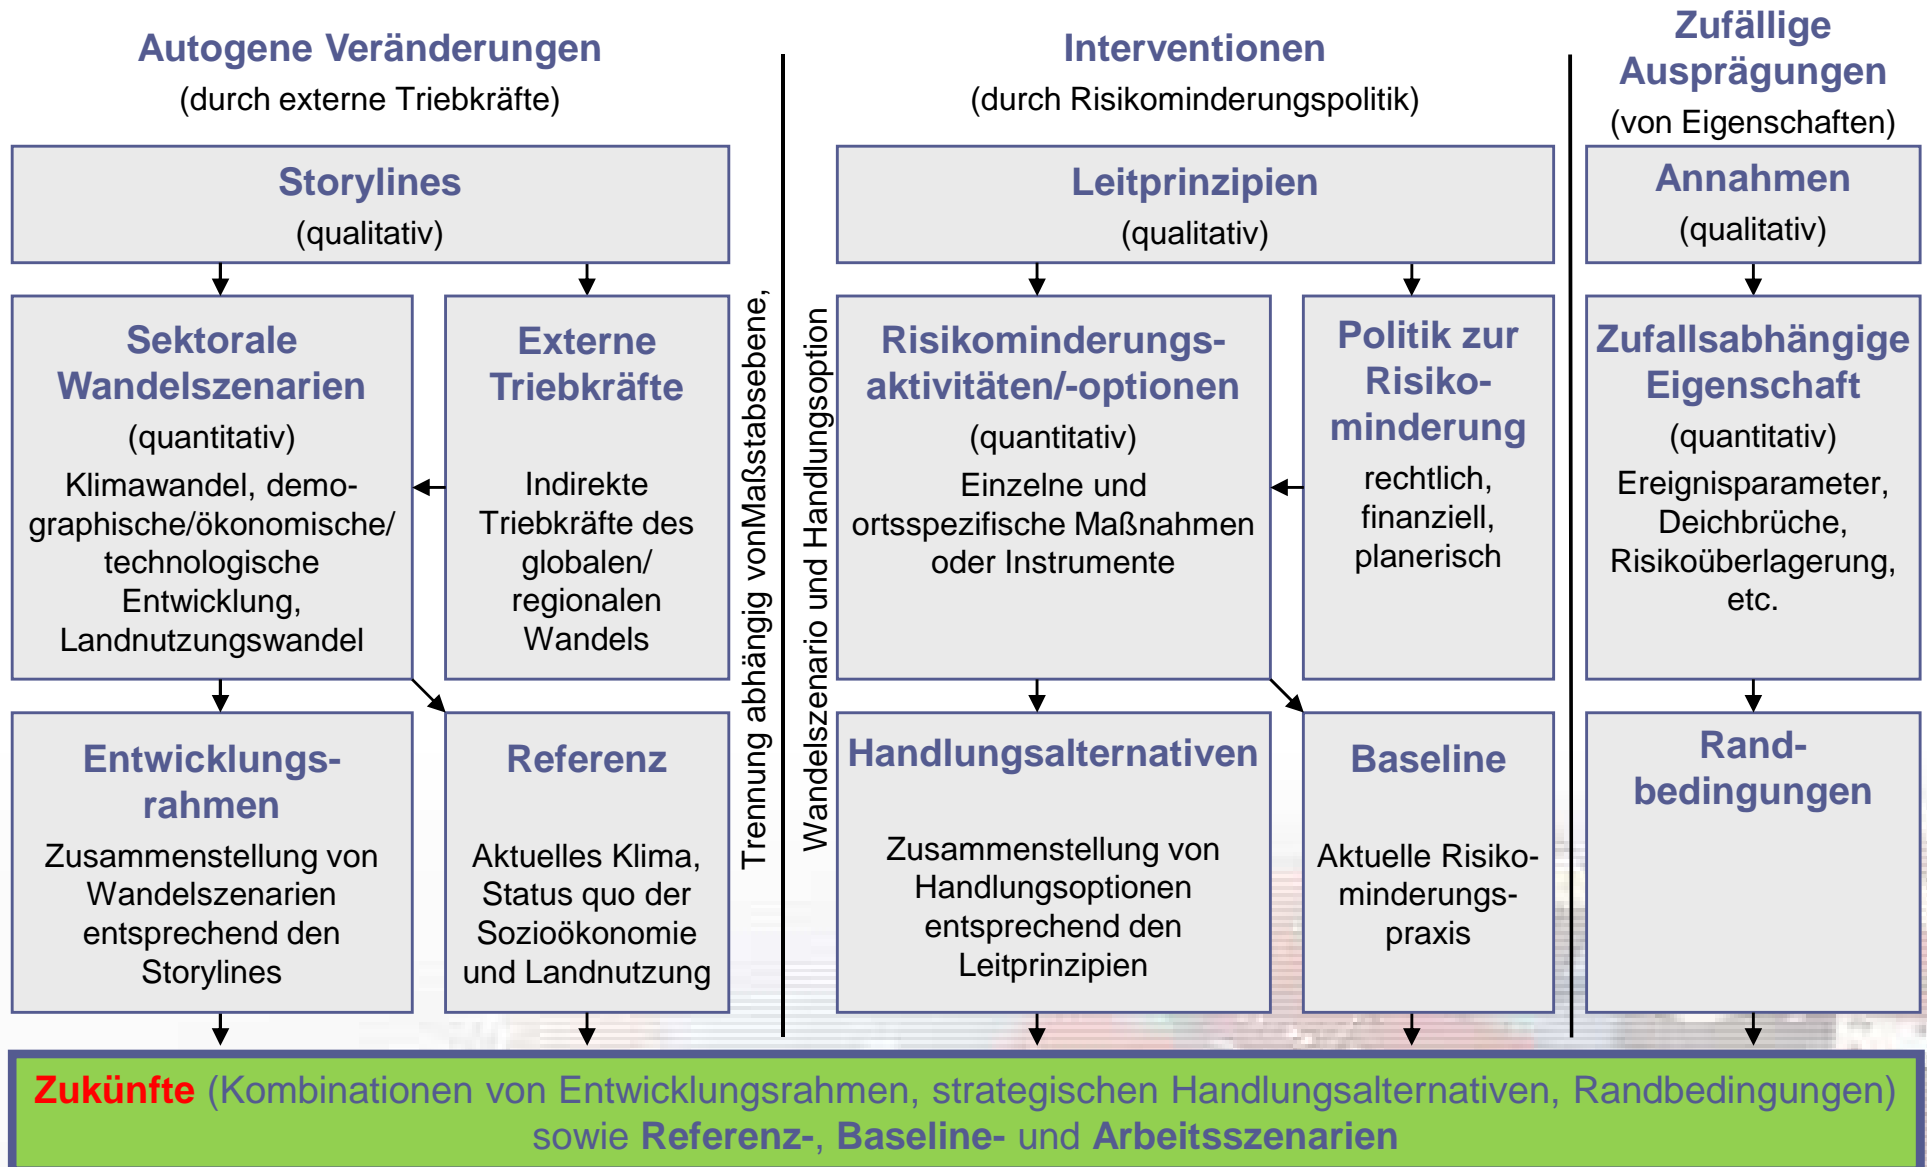 Autogene Veränderungen
(durch externe Triebkräfte)
Storylines
(qualitativ)
Sektorale
Wandelszenarien
(quantitativ)
Klimawandel, demo-
graphische/ökonomische/
technologische
Entwicklung,
Landnutzungswandel
Externe
Triebkräfte
Indirekte
Triebkräfte des
globalen/
regionalen
Wandels
Entwicklungs-
rahmen
Zusammenstellung von
Wandelszenarien
entsprechend den
Storylines
Referenz
Aktuelles Klima,
Status quo der
Sozioökonomie
und Landnutzung
Trennung abhängig vonMaßstabsebene,
Wandelszenario und Handlungsoption
Interventionen
(durch Risikominderungspolitik)
Leitprinzipien
(qualitativ)
Risikominderungs-
aktivitäten/-optionen
(quantitativ)
Einzelne und
ortsspezifische Maßnahmen
oder Instrumente
Politik zur
Risiko-
minderung
rechtlich,
finanziell,
planerisch
Handlungsalternativen
Zusammenstellung von
Handlungsoptionen
entsprechend den
Leitprinzipien
Baseline
Aktuelle Risiko-
minderungs-
praxis
Zufällige
Ausprägungen
(von Eigenschaften)
Annahmen
(qualitativ)
Zufallsabhängige
Eigenschaft
(quantitativ)
Ereignisparameter,
Deichbrüche,
Risikoüberlagerung,
etc.
Rand-
bedingungen
Zukünfte (Kombinationen von Entwicklungsrahmen, strategischen Handlungsalternativen, Randbedingungen)
sowie Referenz-, Baseline- und Arbeitsszenarien